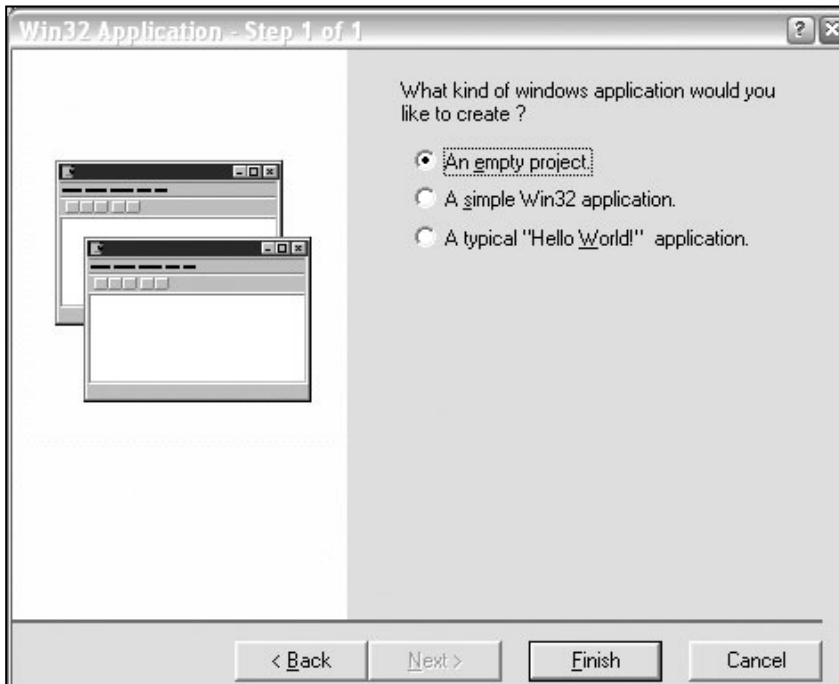 Win32 Application - Step 1 of 1
What kind of windows application would you
like to create ?
An empty project.
A simple Win32 application.
A typical "Hello World!" application.
< Back
Next >
Finish
Cancel